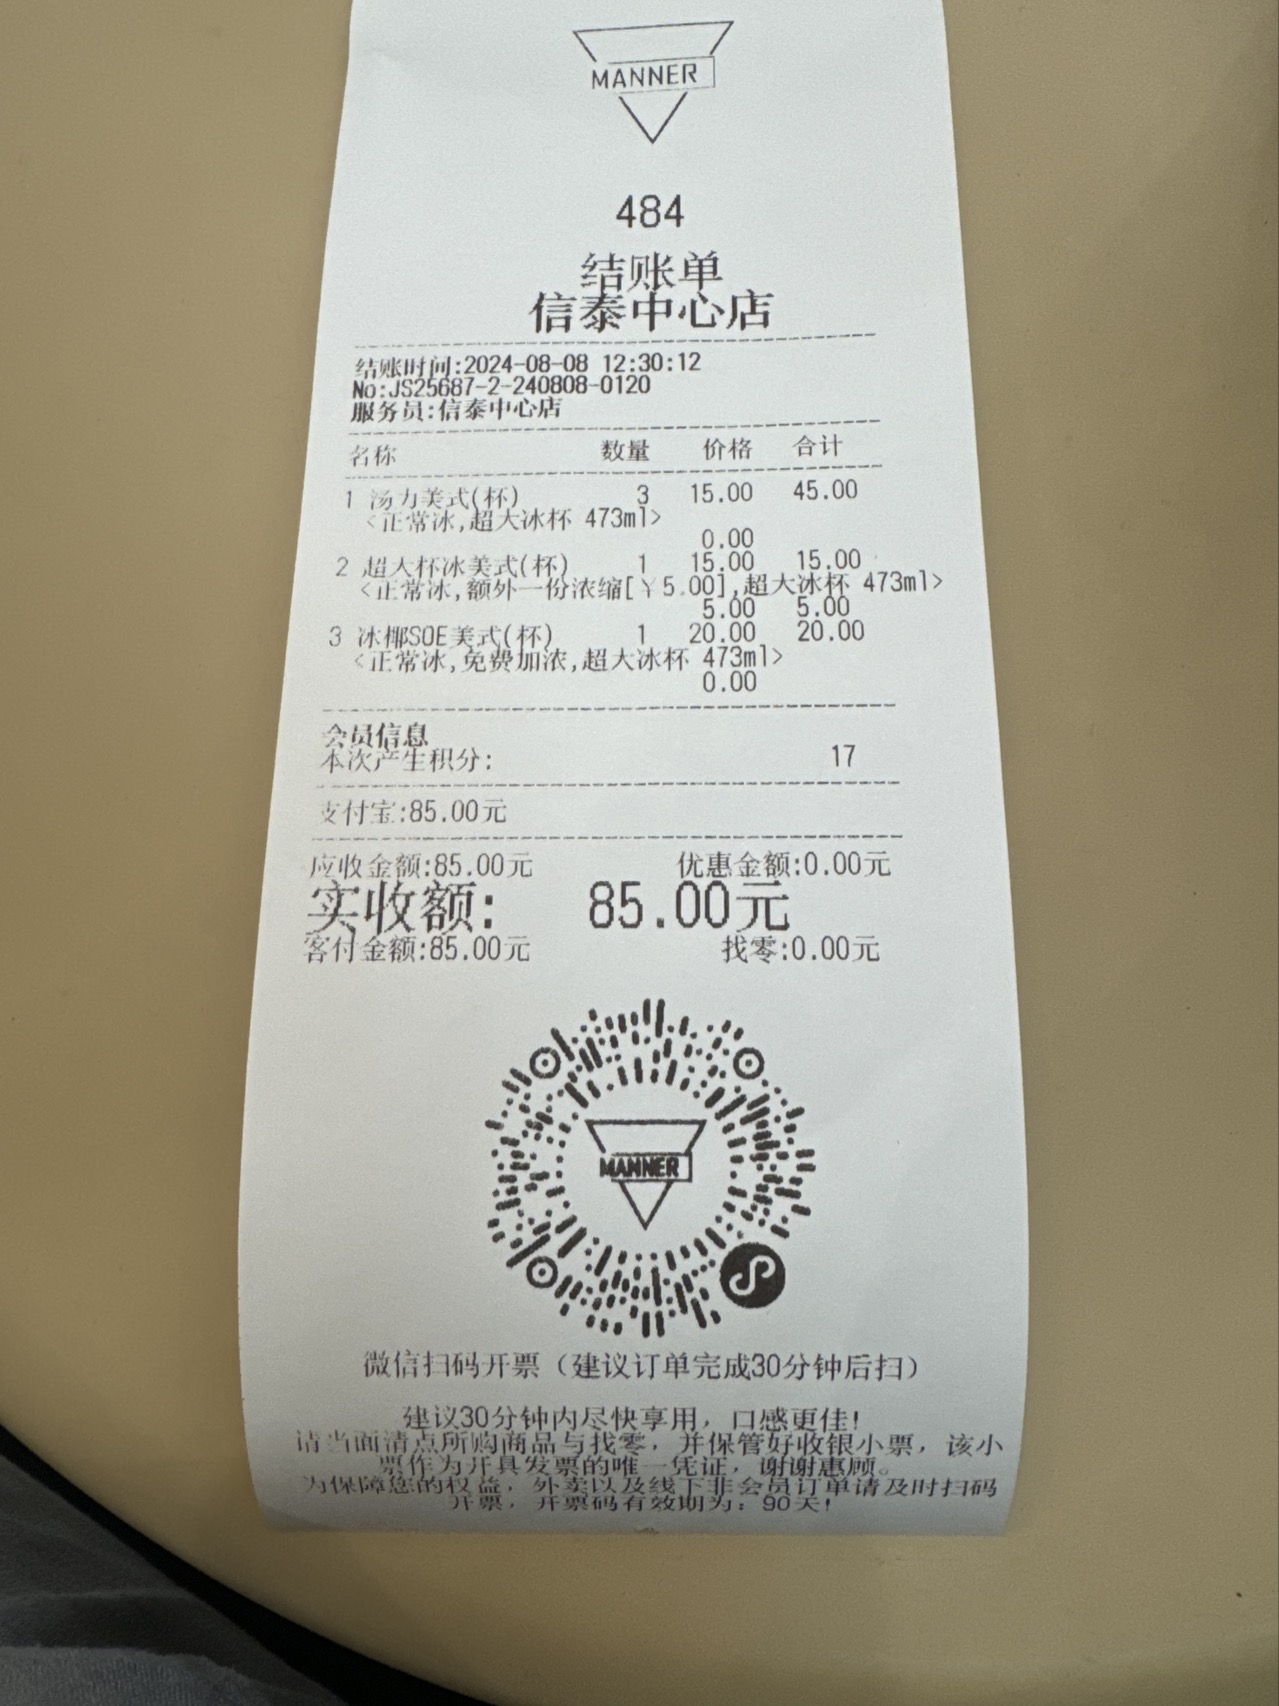 MANNER
484
结账单
信泰中心店
结账时间:2024-08-08 12:30:12
No:JS25687-2-240808-0120
服务员:信泰中心店
名称 数量 价格 合计
1 汤力美式(杯) 3 15.00 45.00
<正常冰,超大冰杯 473ml>
0.00
2 超大杯冰美式(杯) 1 15.00 15.00
<正常冰,额外一份浓缩[￥5.00],超大冰杯 473ml>
5.00 5.00
3 冰椰SOE美式(杯) 1 20.00 20.00
<正常冰,免费加浓,超大冰杯 473ml>
0.00
会员信息
本次产生积分: 17
支付宝:85.00元
应收金额:85.00元 优惠金额:0.00元
实收额: 85.00元
客付金额:85.00元 找零:0.00元
MANNER
微信扫码开票（建议订单完成30分钟后扫）
建议30分钟内尽快享用，口感更佳!
请当面清点所购商品与找零，并保管好收银小票，该小
票作为开具发票的唯一凭证，谢谢惠顾。
为保障您的权益，外卖以及线下非会员订单请及时扫码
开票，开票码有效期为：90天!